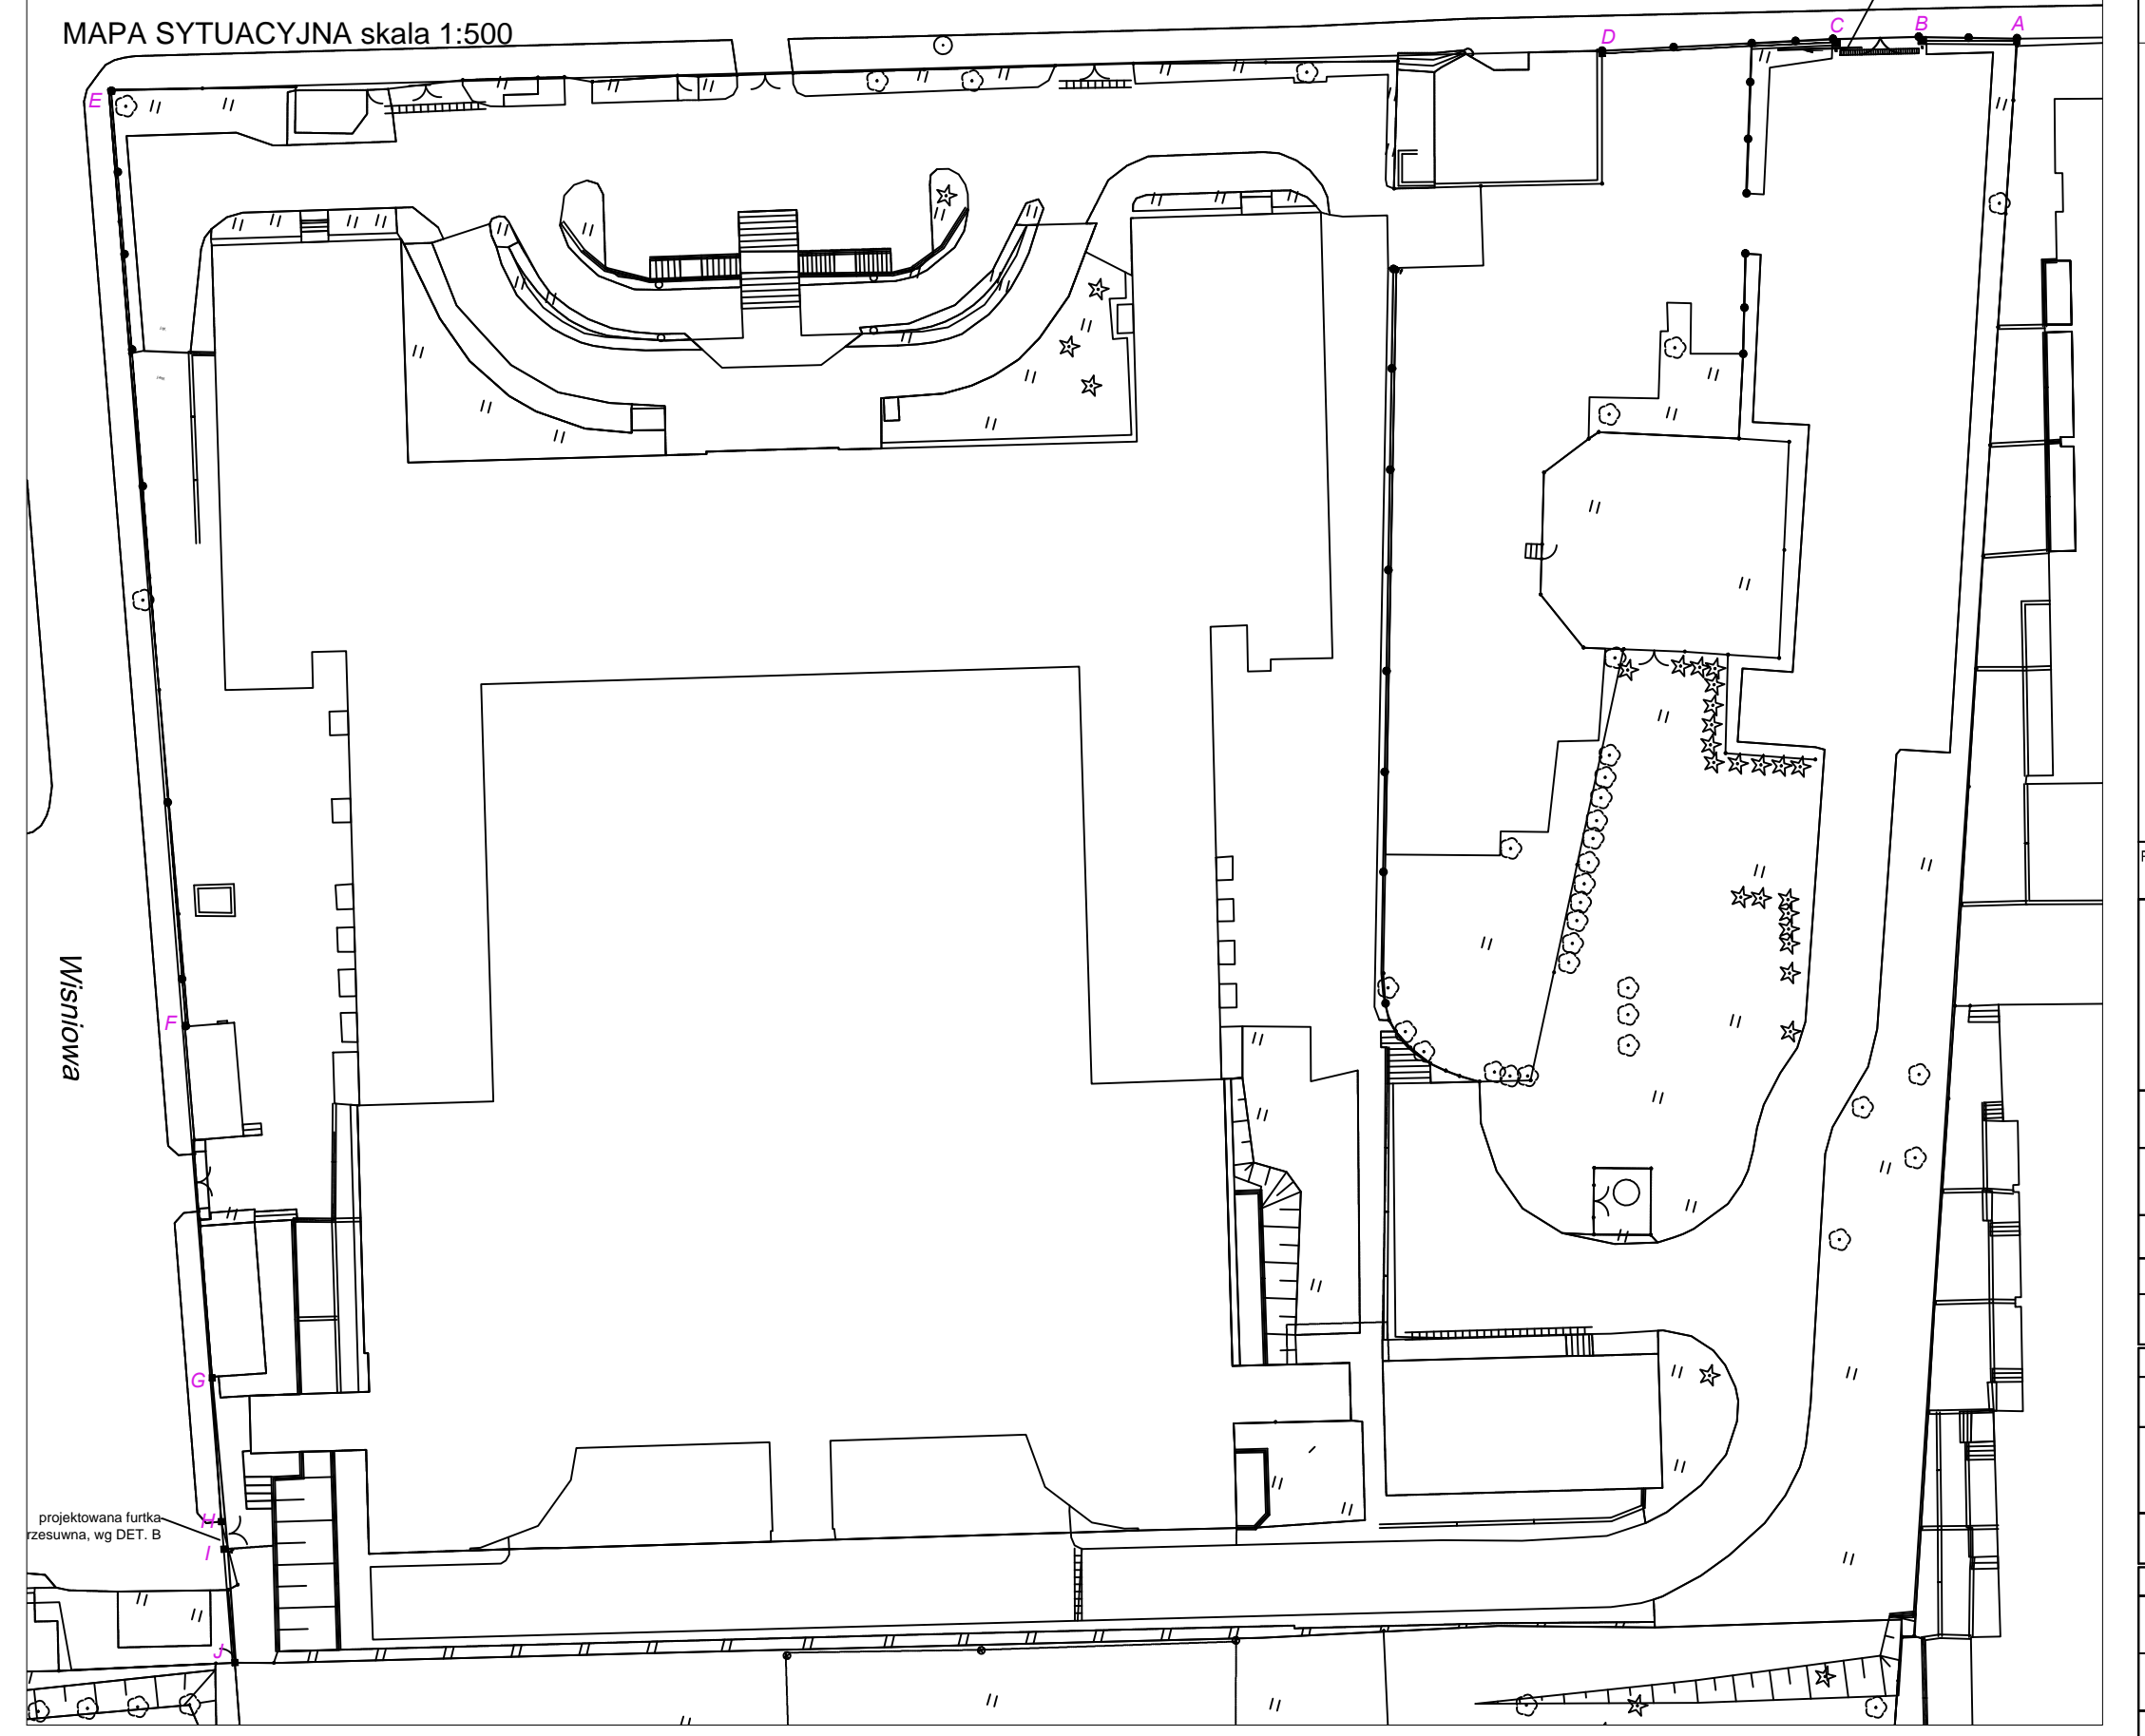 MAPA SYTUACYJNA skala 1:500
D
C
B
A
E
Wisniowa
F
G
projektowana furtka
H
rzesuwna, wg DET. B
I
J